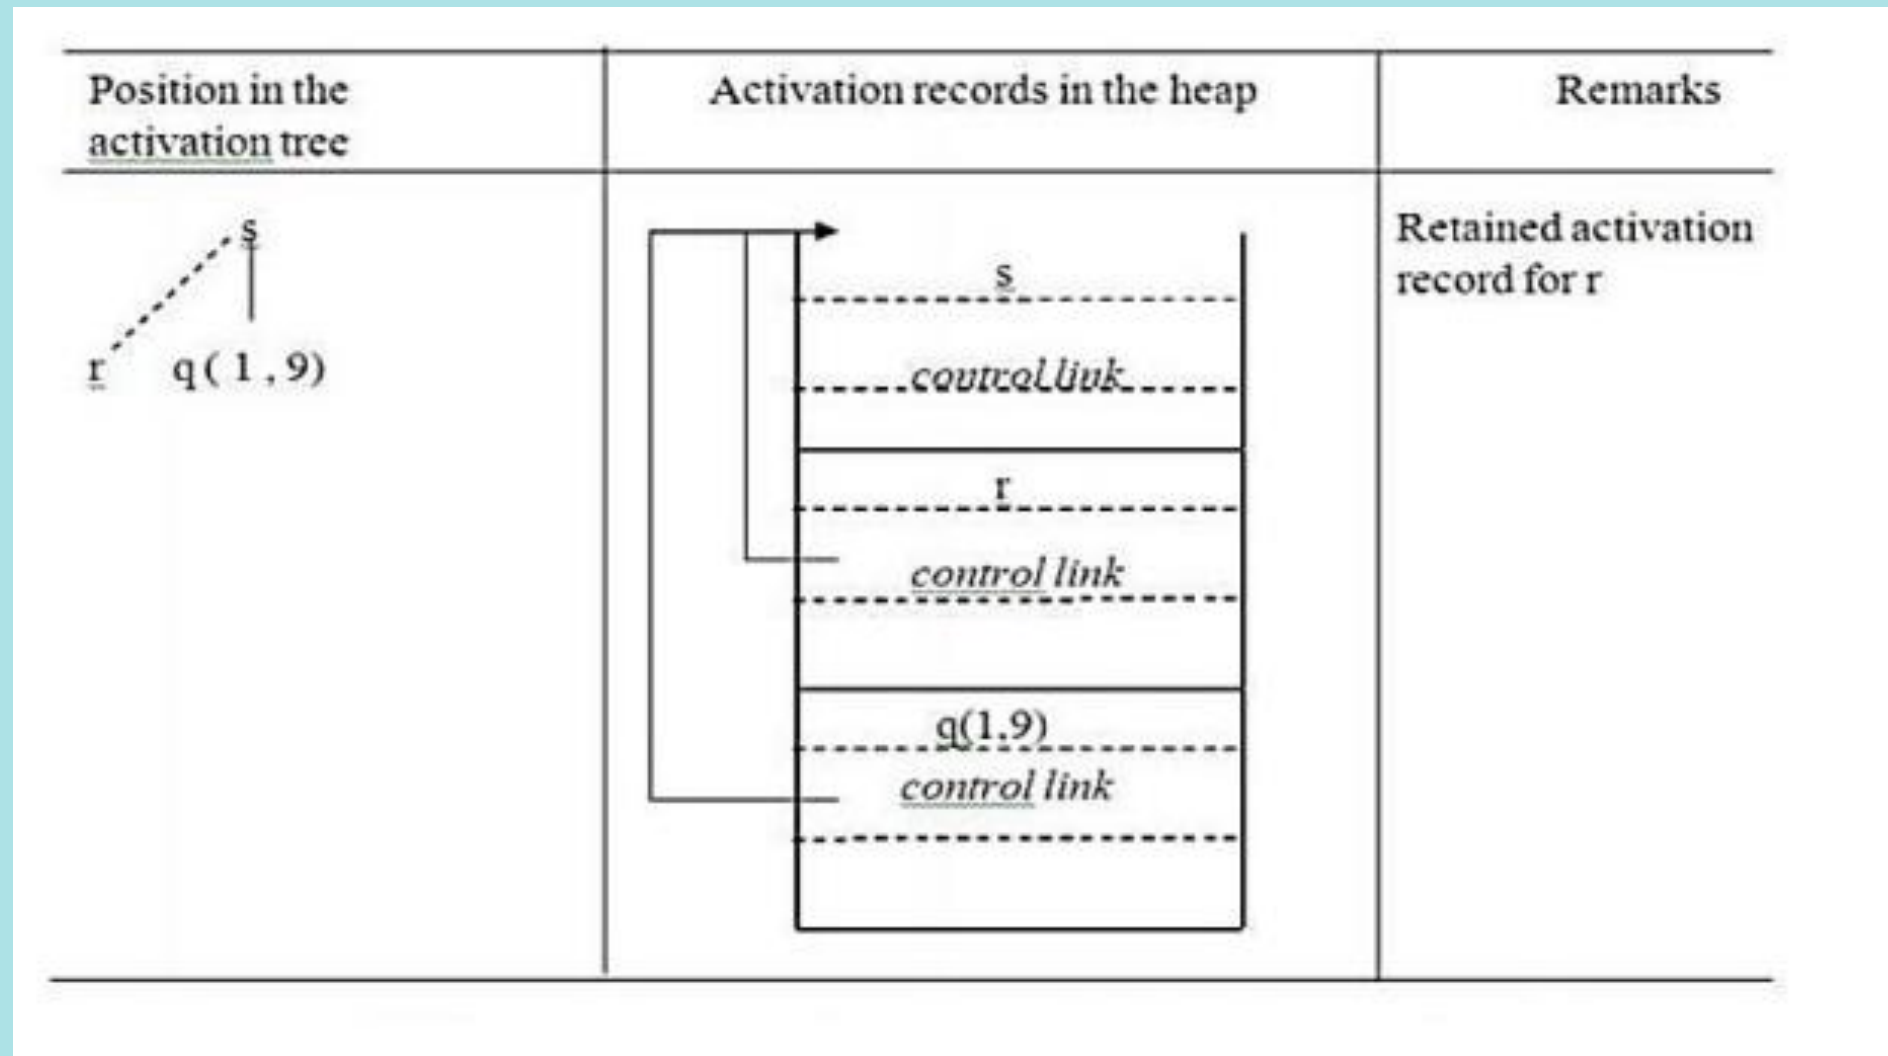 Position in the
activation tree
Activation records in the heap
Remarks
s
r
q ( 1 , 9)
s
control link
r
control link
q(1,9)
control link
Retained activation
record for r